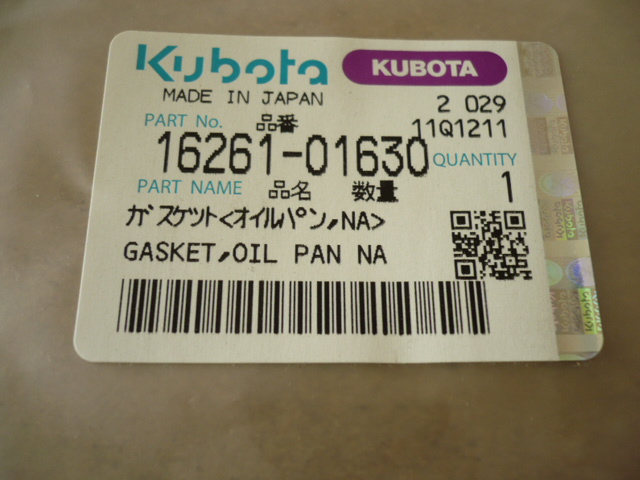 Kubota KUBOTA
MADE IN JAPAN 2 029
PART No. 品番 11Q1211
16261-01630 QUANTITY
PART NAME 品名 数量 1
ガスケット<オイルパン,NA>
GASKET,OIL PAN NA